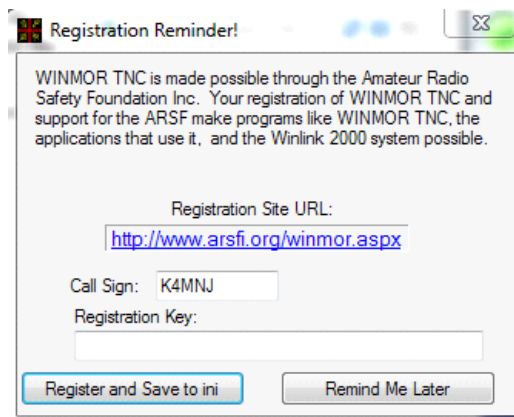 Registration Reminder!
WINMOR TNC is made possible through the Amateur Radio
Safety Foundation Inc. Your registration of WINMOR TNC and
support for the ARSF make programs like WINMOR TNC, the
applications that use it, and the Winlink 2000 system possible.
Registration Site URL:
http://www.arsfi.org/winmor.aspx
Call Sign: K4MNJ
Registration Key:
Register and Save to ini Remind Me Later